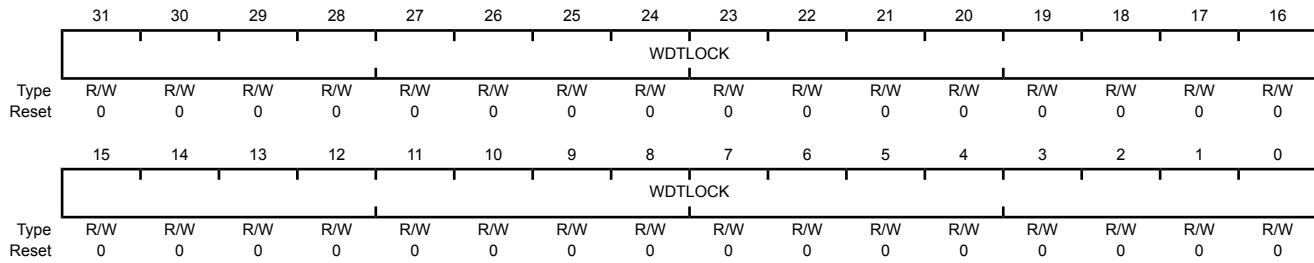 31 30 29 28 27 26 25 24 23 22 21 20 19 18 17 16
WDTLOCK
Type R/W R/W R/W R/W R/W R/W R/W R/W R/W R/W R/W R/W R/W R/W R/W R/W
Reset 0 0 0 0 0 0 0 0 0 0 0 0 0 0 0 0
15 14 13 12 11 10 9 8 7 6 5 4 3 2 1 0
WDTLOCK
Type R/W R/W R/W R/W R/W R/W R/W R/W R/W R/W R/W R/W R/W R/W R/W R/W
Reset 0 0 0 0 0 0 0 0 0 0 0 0 0 0 0 0